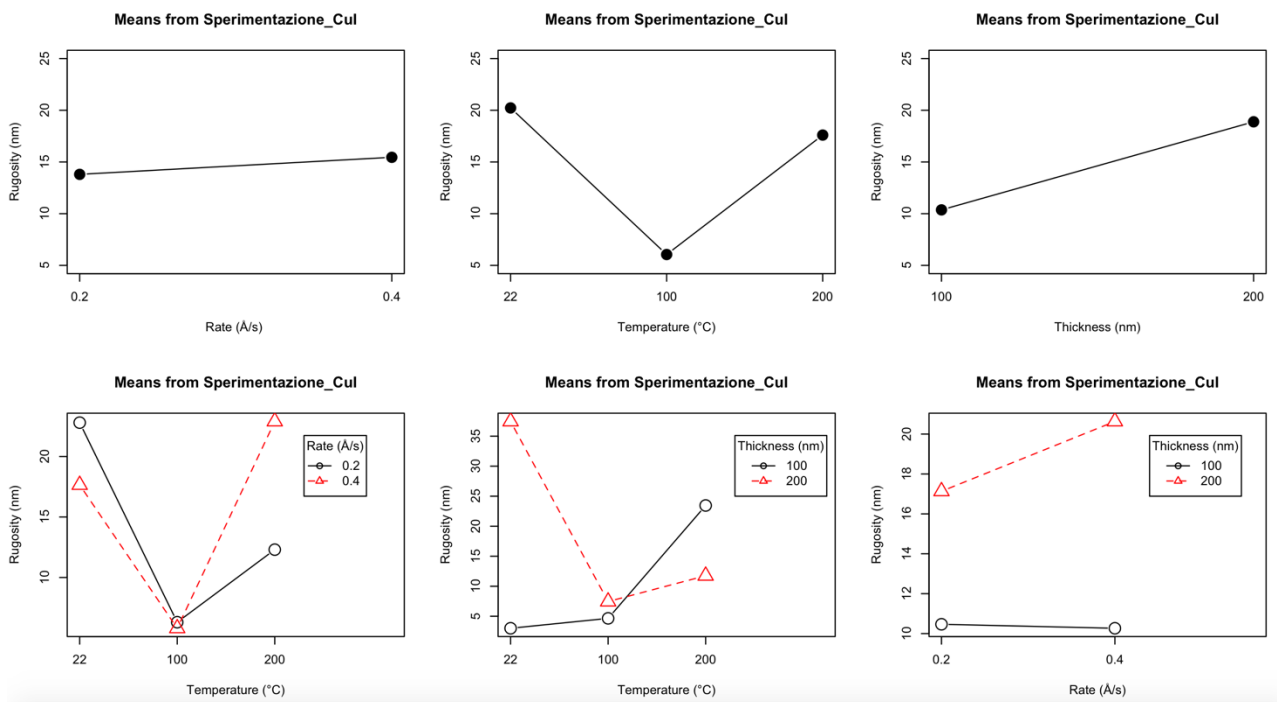 Means from Sperimentazione_CuI
Rugosity (nm)
25
20
15
10
5
0.2
0.4
Rate (Å/s)
Means from Sperimentazione_CuI
Rugosity (nm)
25
20
15
10
5
22
100
200
Temperature (°C)
Means from Sperimentazione_CuI
Rugosity (nm)
25
20
15
10
5
100
200
Thickness (nm)
Means from Sperimentazione_CuI
Rugosity (nm)
20
15
10
Rate (Å/s)
0.2
0.4
22
100
200
Temperature (°C)
Means from Sperimentazione_CuI
Rugosity (nm)
35
30
25
20
15
10
5
Thickness (nm)
100
200
22
100
200
Temperature (°C)
Means from Sperimentazione_CuI
Rugosity (nm)
20
18
16
14
12
10
Thickness (nm)
100
200
0.2
0.4
Rate (Å/s)